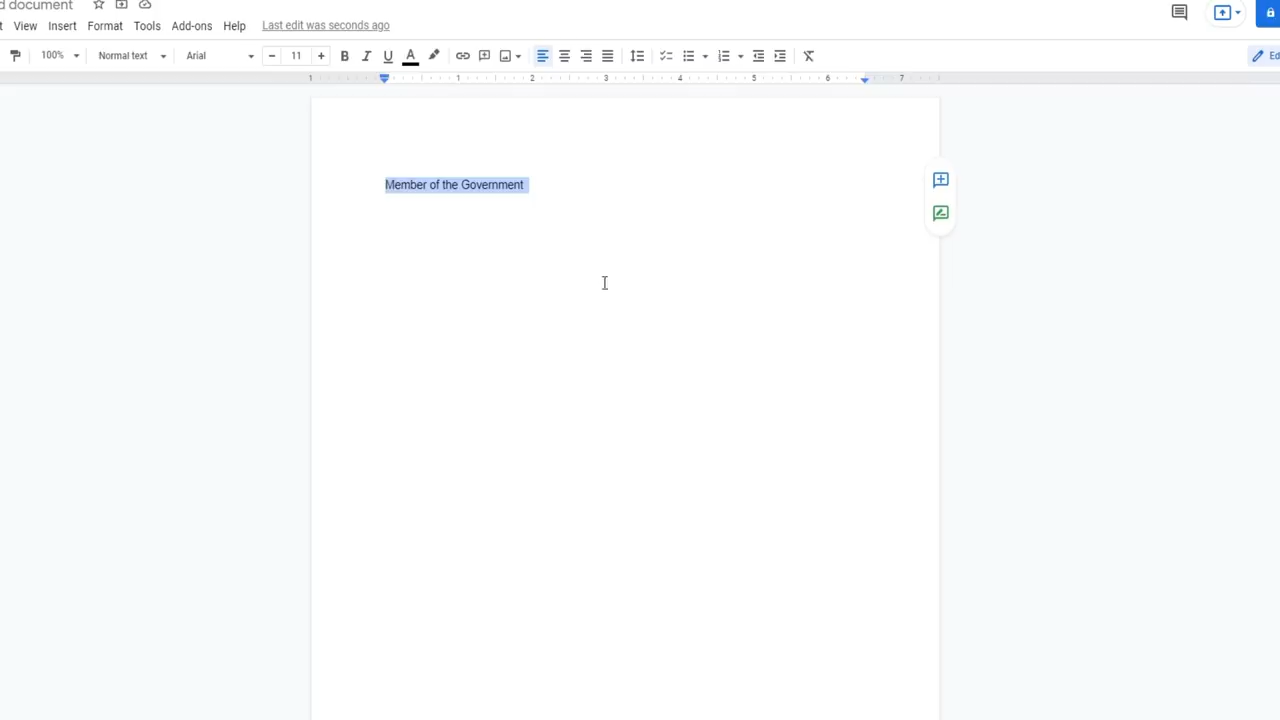 document
View Insert Format Tools Add-ons Help Last edit was seconds ago
100% Normal text Arial 11 B I U A
1 1 2 3 4 5 6 7
Member of the Government